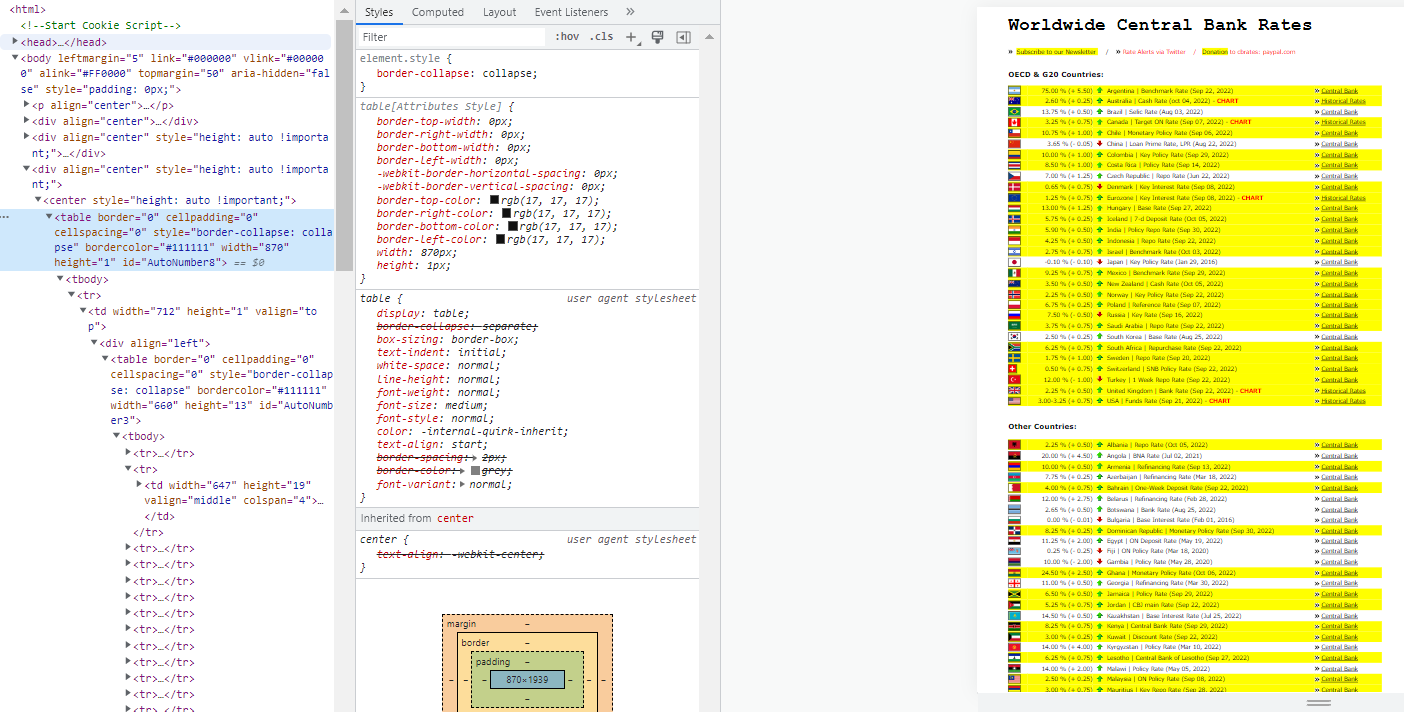 <html>
<!--Start Cookie Script-->
<head>…</head>
<body leftmargin="5" link="#000000" vlink="#00000
0" alink="#FF0000" topmargin="50" aria-hidden="fal
se" style="padding: 0px;">
<p align="center">…</p>
<div align="center">…</div>
<div align="center" style="height: auto !importa
nt;">…</div>
<div align="center" style="height: auto !importa
nt;">
<center style="height: auto !important;">
<table border="0" cellpadding="0"
cellspacing="0" style="border-collapse: colla
pse" bordercolor="#111111" width="870"
height="1" id="AutoNumber8"> == $0
<tbody>
<tr>
<td width="712" height="1" valign="to
p">
<div align="left">
<table border="0" cellpadding="0"
cellspacing="0" style="border-collap
se: collapse" bordercolor="#111111"
width="660" height="13" id="AutoNumb
er3">
<tbody>
<tr>…</tr>
<tr>
<td width="647" height="19"
valign="middle" colspan="4">…
</td>
</tr>
<tr>…</tr>
<tr>…</tr>
<tr>…</tr>
<tr>…</tr>
<tr>…</tr>
<tr>…</tr>
<tr>…</tr>
<tr>…</tr>
<tr>…</tr>
<tr>…</tr>
<tr>…</tr>
Styles Computed Layout Event Listeners »
Filter :hov .cls +
element.style {
border-collapse: collapse;
}
table[Attributes Style] {
border-top-width: 0px;
border-right-width: 0px;
border-bottom-width: 0px;
border-left-width: 0px;
-webkit-border-horizontal-spacing: 0px;
-webkit-border-vertical-spacing: 0px;
border-top-color: rgb(17, 17, 17);
border-right-color: rgb(17, 17, 17);
border-bottom-color: rgb(17, 17, 17);
border-left-color: rgb(17, 17, 17);
width: 870px;
height: 1px;
}
table { user agent stylesheet
display: table;
border-collapse: separate;
box-sizing: border-box;
text-indent: initial;
white-space: normal;
line-height: normal;
font-weight: normal;
font-size: medium;
font-style: normal;
color: -internal-quirk-inherit;
text-align: start;
border-spacing: 2px;
border-color: grey;
font-variant: normal;
}
Inherited from center
center { user agent stylesheet
text-align: -webkit-center;
}
margin –
border –
padding –
– – – 870×1939 – – –
–
Worldwide Central Bank Rates
» Subscribe to our Newsletter / » Rate Alerts via Twitter / Donation to cbrates: paypal.com
OECD & G20 Countries:
75.00 % (+ 5.50) Argentina | Benchmark Rate (Sep 22, 2022) » Central Bank
2.60 % (+ 0.25) Australia | Cash Rate (oct 04, 2022) - CHART » Historical Rates
13.75 % (+ 0.50) Brazil | Selic Rate (Aug 03, 2022) » Central Bank
3.25 % (+ 0.75) Canada | Target ON Rate (Sep 07, 2022) - CHART » Historical Rates
10.75 % (+ 1.00) Chile | Monetary Policy Rate (Sep 06, 2022) » Central Bank
3.65 % (- 0.05) China | Loan Prime Rate, LPR (Aug 22, 2022) » Central Bank
10.00 % (+ 1.00) Colombia | Key Policy Rate (Sep 29, 2022) » Central Bank
8.50 % (+ 1.00) Costa Rica | Policy Rate (Sep 14, 2022) » Central Bank
7.00 % (+ 1.25) Czech Republic | Repo Rate (Jun 22, 2022) » Central Bank
0.65 % (+ 0.75) Denmark | Key Interest Rate (Sep 08, 2022) » Central Bank
1.25 % (+ 0.75) Eurozone | Key Interest Rate (Sep 08, 2022) - CHART » Historical Rates
13.00 % (+ 1.25) Hungary | Base Rate (Sep 27, 2022) » Central Bank
5.75 % (+ 0.25) Iceland | 7-d Deposit Rate (Oct 05, 2022) » Central Bank
5.90 % (+ 0.50) India | Policy Repo Rate (Sep 30, 2022) » Central Bank
4.25 % (+ 0.50) Indonesia | Repo Rate (Sep 22, 2022) » Central Bank
2.75 % (+ 0.75) Israel | Benchmark Rate (Oct 03, 2022) » Central Bank
-0.10 % (- 0.10) Japan | Key Policy Rate (Jan 29, 2016) » Central Bank
9.25 % (+ 0.75) Mexico | Benchmark Rate (Sep 29, 2022) » Central Bank
3.50 % (+ 0.50) New Zealand | Cash Rate (Oct 05, 2022) » Central Bank
2.25 % (+ 0.50) Norway | Key Policy Rate (Sep 22, 2022) » Central Bank
6.75 % (+ 0.25) Poland | Reference Rate (Sep 07, 2022) » Central Bank
7.50 % (- 0.50) Russia | Key Rate (Sep 16, 2022) » Central Bank
3.75 % (+ 0.75) Saudi Arabia | Repo Rate (Sep 22, 2022) » Central Bank
2.50 % (+ 0.25) South Korea | Base Rate (Aug 25, 2022) » Central Bank
6.25 % (+ 0.75) South Africa | Repurchase Rate (Sep 22, 2022) » Central Bank
1.75 % (+ 1.00) Sweden | Repo Rate (Sep 20, 2022) » Central Bank
0.50 % (+ 0.75) Switzerland | SNB Policy Rate (Sep 22, 2022) » Central Bank
12.00 % (- 1.00) Turkey | 1 Week Repo Rate (Sep 22, 2022) » Central Bank
2.25 % (+ 0.50) United Kingdom | Bank Rate (Sep 22, 2022) - CHART » Historical Rates
3.00-3.25 (+ 0.75) USA | Funds Rate (Sep 21, 2022) - CHART » Historical Rates
Other Countries:
2.25 % (+ 0.50) Albania | Repo Rate (Oct 05, 2022) » Central Bank
20.00 % (+ 4.50) Angola | BNA Rate (Jul 02, 2021) » Central Bank
10.00 % (+ 0.50) Armenia | Refinancing Rate (Sep 13, 2022) » Central Bank
7.75 % (+ 0.25) Azerbaijan | Refinancing Rate (Mar 18, 2022) » Central Bank
4.00 % (+ 0.75) Bahrain | One-Week Deposit Rate (Sep 22, 2022) » Central Bank
12.00 % (+ 2.75) Belarus | Refinancing Rate (Feb 28, 2022) » Central Bank
2.65 % (+ 0.50) Botswana | Bank Rate (Aug 25, 2022) » Central Bank
0.00 % (- 0.01) Bulgaria | Base Interest Rate (Feb 01, 2016) » Central Bank
8.25 % (+ 0.25) Dominican Republic | Monetary Policy Rate (Sep 30, 2022) » Central Bank
11.25 % (+ 2.00) Egypt | ON Deposit Rate (May 19, 2022) » Central Bank
0.25 % (- 0.25) Fiji | ON Policy Rate (Mar 18, 2020) » Central Bank
10.00 % (- 2.00) Gambia | Policy Rate (May 28, 2020) » Central Bank
24.50 % (+ 2.50) Ghana | Monetary Policy Rate (Oct 06, 2022) » Central Bank
11.00 % (+ 0.50) Georgia | Refinancing Rate (Mar 30, 2022) » Central Bank
6.50 % (+ 0.50) Jamaica | Policy Rate (Sep 29, 2022) » Central Bank
5.25 % (+ 0.75) Jordan | CBJ main Rate (Sep 22, 2022) » Central Bank
14.50 % (+ 0.50) Kazakhstan | Base Interest Rate (Jul 25, 2022) » Central Bank
8.25 % (+ 0.75) Kenya | Central Bank Rate (Sep 29, 2022) » Central Bank
3.00 % (+ 0.25) Kuwait | Discount Rate (Sep 22, 2022) » Central Bank
14.00 % (+ 4.00) Kyrgyzstan | Policy Rate (Mar 10, 2022) » Central Bank
6.25 % (+ 0.75) Lesotho | Central Bank of Lesotho (Sep 27, 2022) » Central Bank
14.00 % (+ 2.00) Malawi | Policy Rate (May 05, 2022) » Central Bank
2.50 % (+ 0.25) Malaysia | ON Policy Rate (Sep 08, 2022) » Central Bank
3.00 % (+ 0.75) Mauritius | Key Repo Rate (Sep 28, 2022) » Central Bank